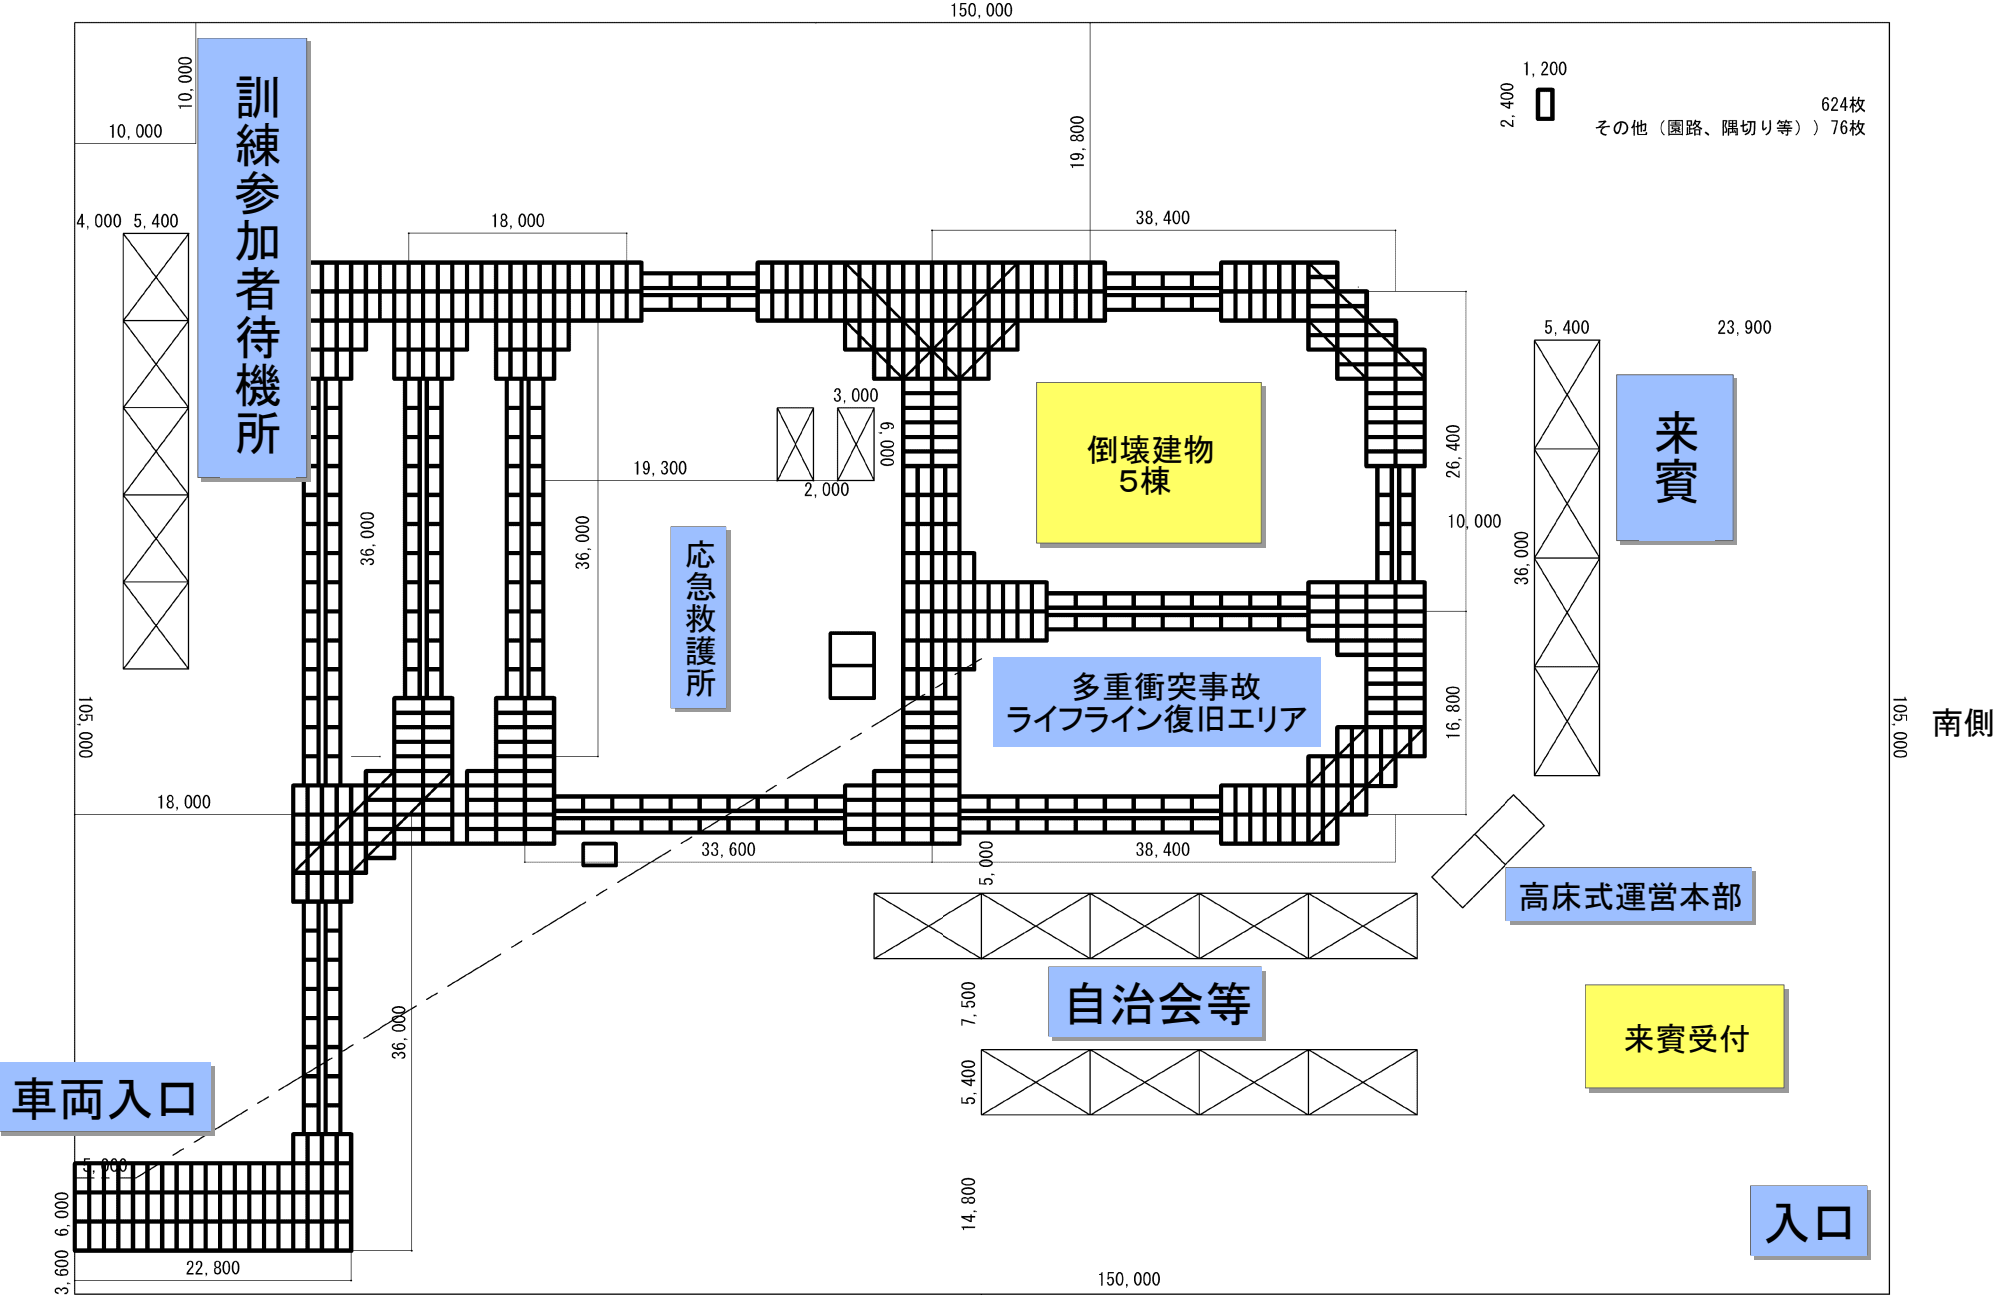 150,000
10,000
10,000
訓練参加者待機所
19,800
1,200
2,400
624枚
その他（園路、隅切り等））76枚
4,000
5,400
18,000
38,400
5,400
23,900
3,000
6,000
2,000
19,300
36,000
36,000
応急救護所
倒壊建物
５棟
26,400
10,000
36,000
来賓
多重衝突事故
ライフライン復旧エリア
16,800
105,000
105,000
南側
18,000
33,600
5,000
38,400
高床式運営本部
自治会等
7,500
5,400
来賓受付
36,000
車両入口
5,000
6,000
3,600
22,800
14,800
入口
150,000